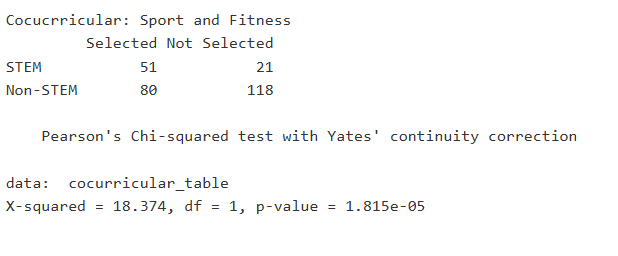 Cocucrricular: Sport and Fitness
Selected Not Selected
STEM 51 21
Non-STEM 80 118
Pearson's Chi-squared test with Yates' continuity correction
data: cocurricular_table
X-squared = 18.374, df = 1, p-value = 1.815e-05